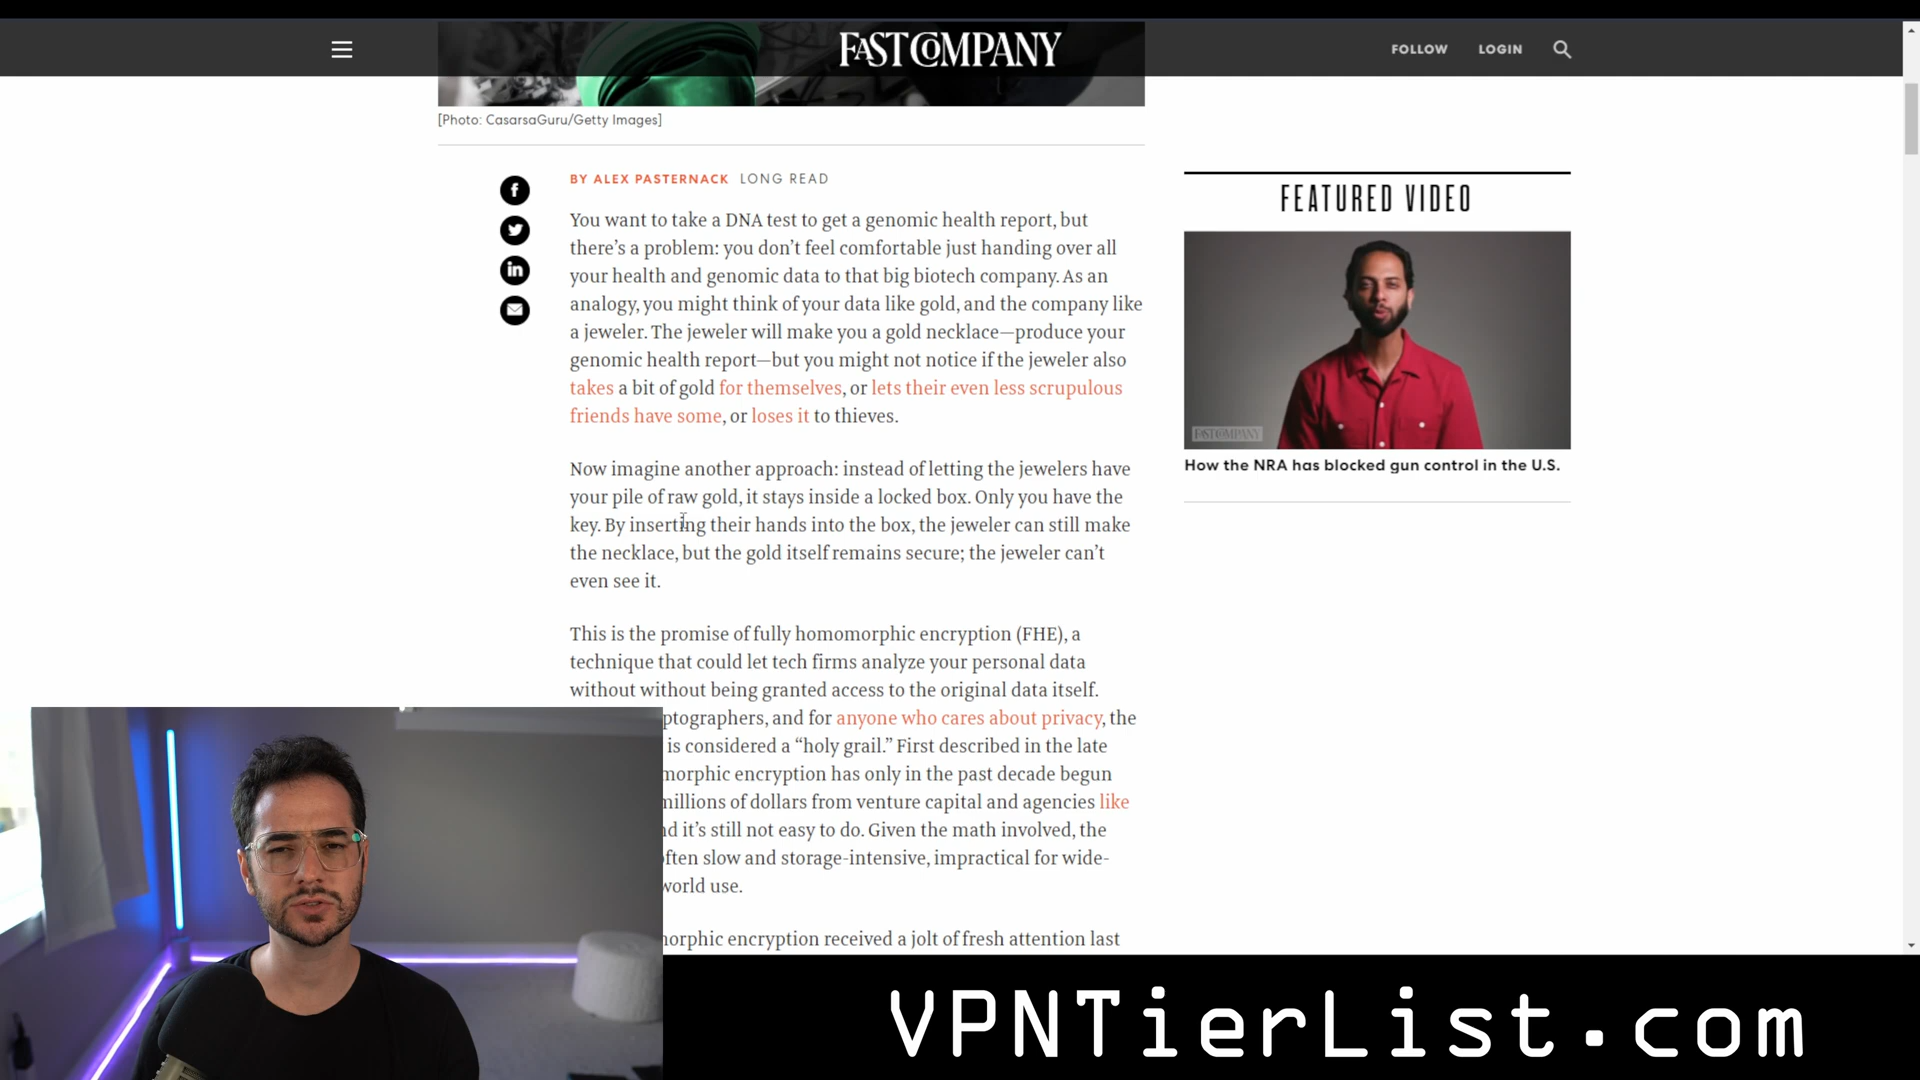 FAST COMPANY
FOLLOW
LOGIN
[Photo: CasarsaGuru/Getty Images]
BY ALEX PASTERNACK LONG READ
You want to take a DNA test to get a genomic health report, but
there’s a problem: you don’t feel comfortable just handing over all
your health and genomic data to that big biotech company. As an
analogy, you might think of your data like gold, and the company like
a jeweler. The jeweler will make you a gold necklace—produce your
genomic health report—but you might not notice if the jeweler also
takes a bit of gold for themselves, or lets their even less scrupulous
friends have some, or loses it to thieves.
Now imagine another approach: instead of letting the jewelers have
your pile of raw gold, it stays inside a locked box. Only you have the
key. By inserting their hands into the box, the jeweler can still make
the necklace, but the gold itself remains secure; the jeweler can’t
even see it.
This is the promise of fully homomorphic encryption (FHE), a
technique that could let tech firms analyze your personal data
without without being granted access to the original data itself.
ptographers, and for anyone who cares about privacy, the
is considered a “holy grail.” First described in the late
morphic encryption has only in the past decade begun
millions of dollars from venture capital and agencies like
d it’s still not easy to do. Given the math involved, the
ften slow and storage-intensive, impractical for wide-
world use.
morphic encryption received a jolt of fresh attention last
FEATURED VIDEO
FAST COMPANY
How the NRA has blocked gun control in the U.S.
VPNTierList.com